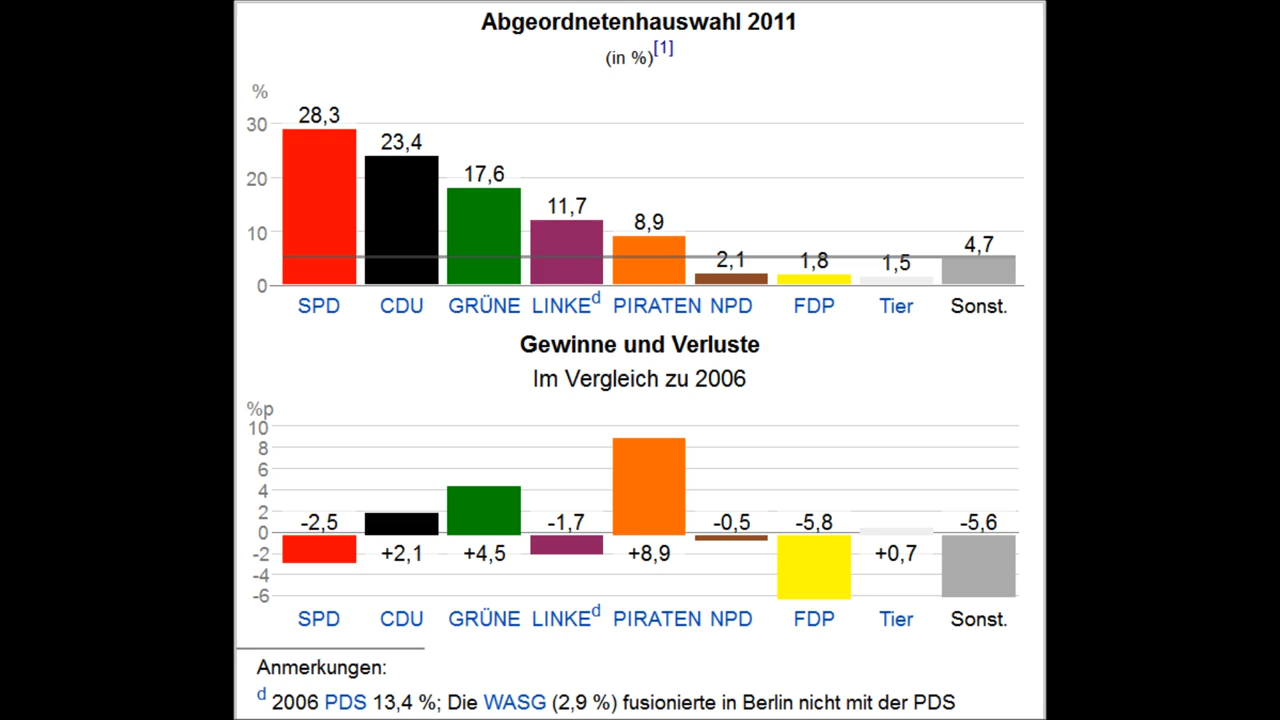 Abgeordnetenhauswahl 2011
(in %)[1]
%
28,3
30
23,4
20
17,6
11,7
10
8,9
4,7
2,1
1,8
1,5
0
SPD CDU GRÜNE LINKEd PIRATEN NPD FDP Tier Sonst.
Gewinne und Verluste
Im Vergleich zu 2006
%p
10
8
6
4
2
-2,5 -1,7 -0,5 -5,8 -5,6
0
-2 +2,1 +4,5 +8,9 +0,7
-4
-6
SPD CDU GRÜNE LINKEd PIRATEN NPD FDP Tier Sonst.
Anmerkungen:
d 2006 PDS 13,4 %; Die WASG (2,9 %) fusionierte in Berlin nicht mit der PDS